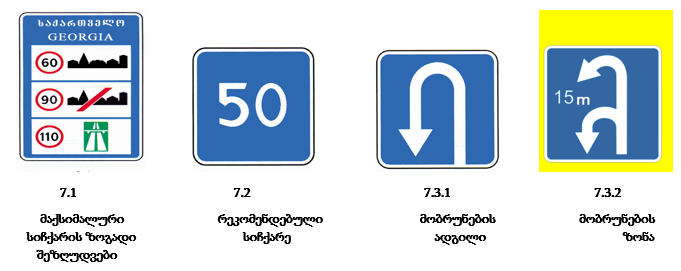 საქართველო
GEORGIA
60
90
110
50
15m
7.1
7.2
7.3.1
7.3.2
მაქსიმალური
სიჩქარის ზოგადი
შეზღუდვები
რეკომენდებული
სიჩქარე
მობრუნების
ადგილი
მობრუნების
ზონა